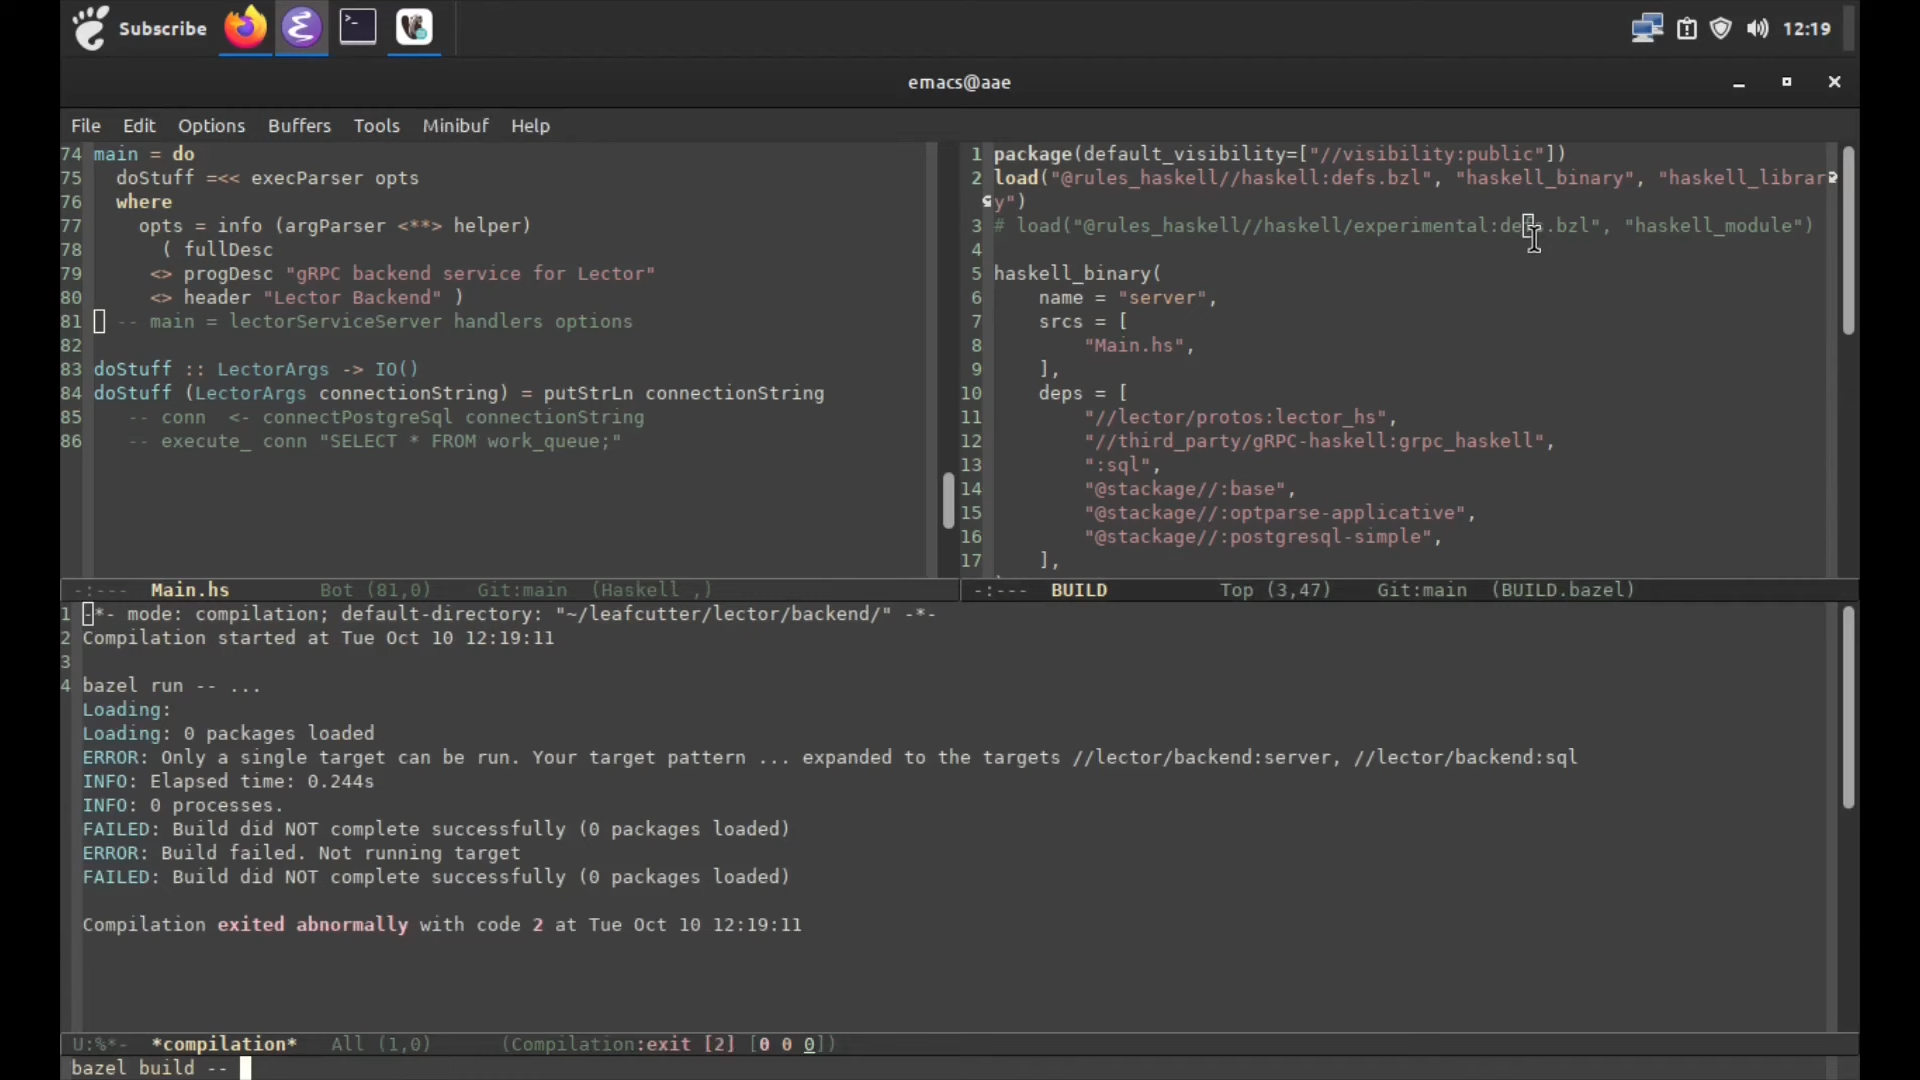 Subscribe
12:19
emacs@aae
File Edit Options Buffers Tools Minibuf Help
74 main = do
75   doStuff =<< execParser opts
76   where
77     opts = info (argParser <**> helper)
78       ( fullDesc
79      <> progDesc "gRPC backend service for Lector"
80      <> header "Lector Backend" )
81   -- main = lectorServiceServer handlers options
82
83 doStuff :: LectorArgs -> IO()
84 doStuff (LectorArgs connectionString) = putStrLn connectionString
85    -- conn  <- connectPostgreSql connectionString
86    -- execute_ conn "SELECT * FROM work_queue;"
-:--- Main.hs Bot (81,0) Git:main (Haskell ,)
1 package(default_visibility=["//visibility:public"])
2 load("@rules_haskell//haskell:defs.bzl", "haskell_binary", "haskell_librar
y")
3 # load("@rules_haskell//haskell/experimental:defs.bzl", "haskell_module")
4
5 haskell_binary(
6     name = "server",
7     srcs = [
8         "Main.hs",
9     ],
10     deps = [
11         "//lector/protos:lector_hs",
12         "//third_party/gRPC-haskell:grpc_haskell",
13         ":sql",
14         "@stackage//:base",
15         "@stackage//:optparse-applicative",
16         "@stackage//:postgresql-simple",
17     ],
-:--- BUILD Top (3,47) Git:main (BUILD.bazel)
1 -*- mode: compilation; default-directory: "~/leafcutter/lector/backend/" -*-
2 Compilation started at Tue Oct 10 12:19:11
3
4 bazel run -- ...
Loading:
Loading: 0 packages loaded
ERROR: Only a single target can be run. Your target pattern ... expanded to the targets //lector/backend:server, //lector/backend:sql
INFO: Elapsed time: 0.244s
INFO: 0 processes.
FAILED: Build did NOT complete successfully (0 packages loaded)
ERROR: Build failed. Not running target
FAILED: Build did NOT complete successfully (0 packages loaded)
Compilation exited abnormally with code 2 at Tue Oct 10 12:19:11
U:%*- *compilation* All (1,0) (Compilation:exit [2] [0 0 0])
bazel build --